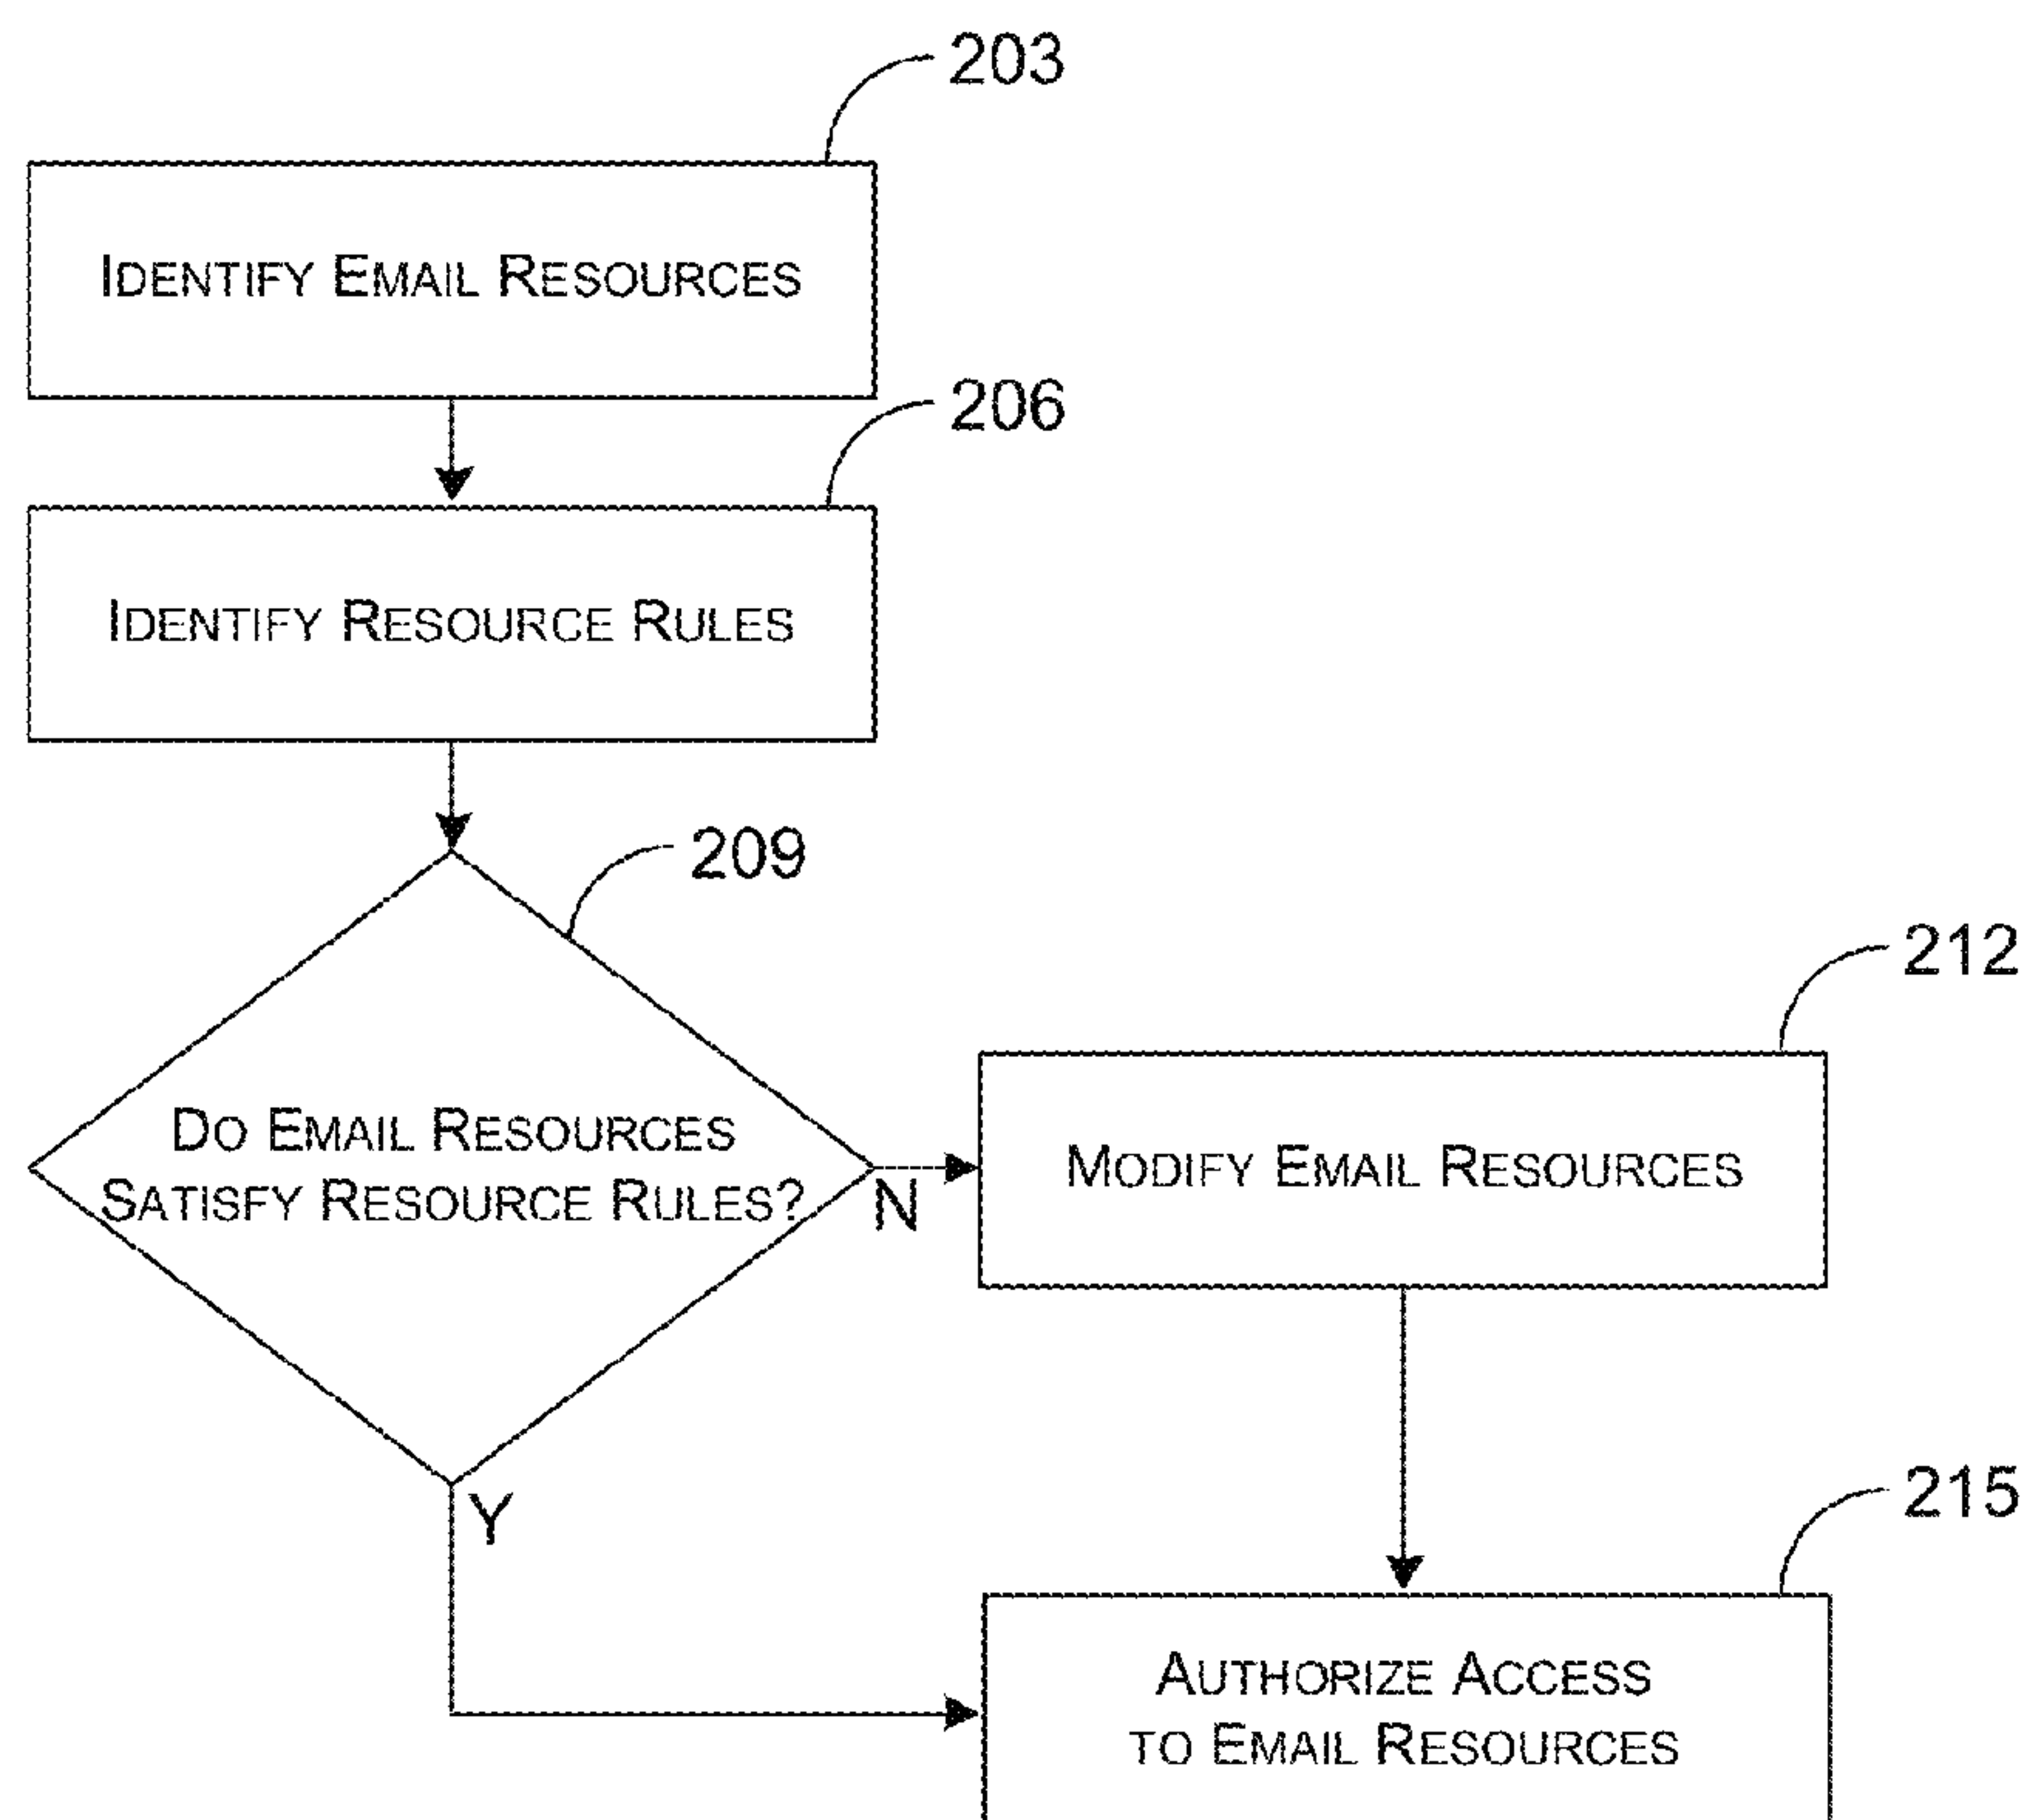 203
IDENTIFY EMAIL RESOURCES
206
IDENTIFY RESOURCE RULES
209
DO EMAIL RESOURCES
SATISFY RESOURCE RULES?
N
212
MODIFY EMAIL RESOURCES
Y
215
AUTHORIZE ACCESS
TO EMAIL RESOURCES